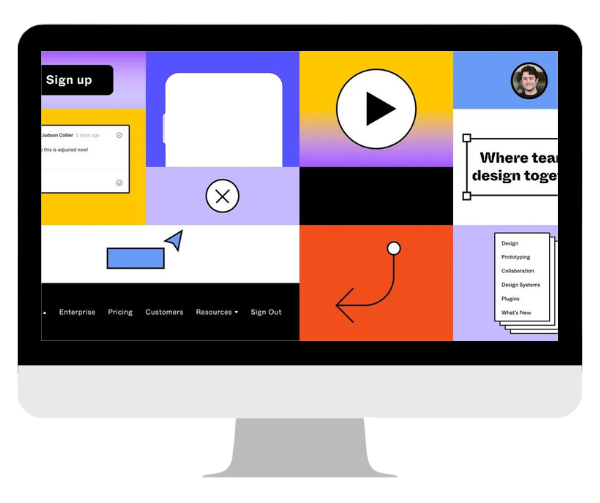 Sign up
Judson Collier 5 days ago
this is adjusted now!
Where tea
design toge
Design
Prototyping
Collaboration
Design Systems
Plugins
What's New
Enterprise Pricing Customers Resources Sign Out